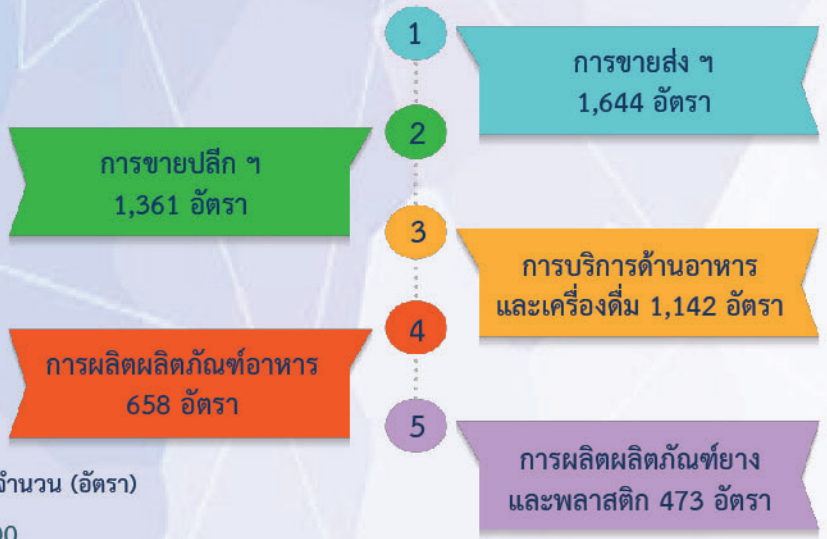 1
การขายส่ง ฯ
1,644 อัตรา
2
การขายปลีก ฯ
1,361 อัตรา
3
การบริการด้านอาหาร
และเครื่องดื่ม 1,142 อัตรา
4
การผลิตผลิตภัณฑ์อาหาร
658 อัตรา
5
การผลิตผลิตภัณฑ์ยาง
และพลาสติก 473 อัตรา
จำนวน (อัตรา)